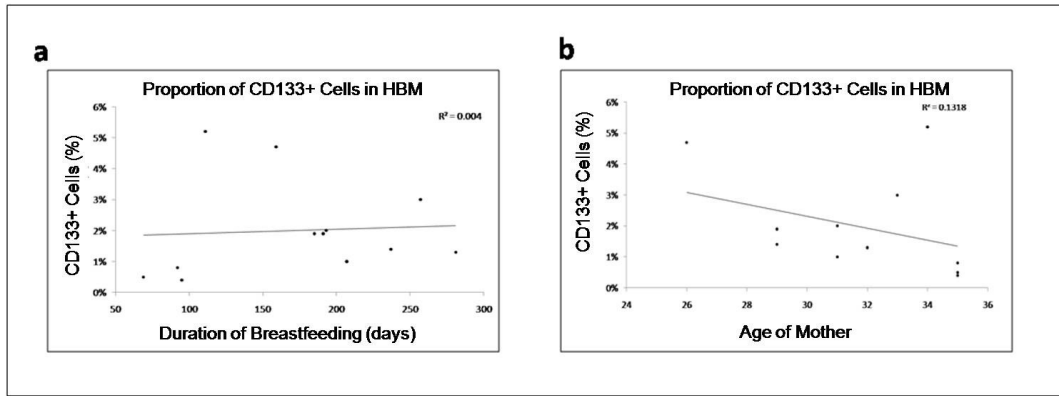 a
Proportion of CD133+ Cells in HBM
R² = 0.004
6%
5%
4%
3%
2%
1%
0%
CD133+ Cells (%)
50 100 150 200 250 300
Duration of Breastfeeding (days)
b
Proportion of CD133+ Cells in HBM
R² = 0.1318
6%
5%
4%
3%
2%
1%
0%
CD133+ Cells (%)
24 26 28 30 32 34 36
Age of Mother